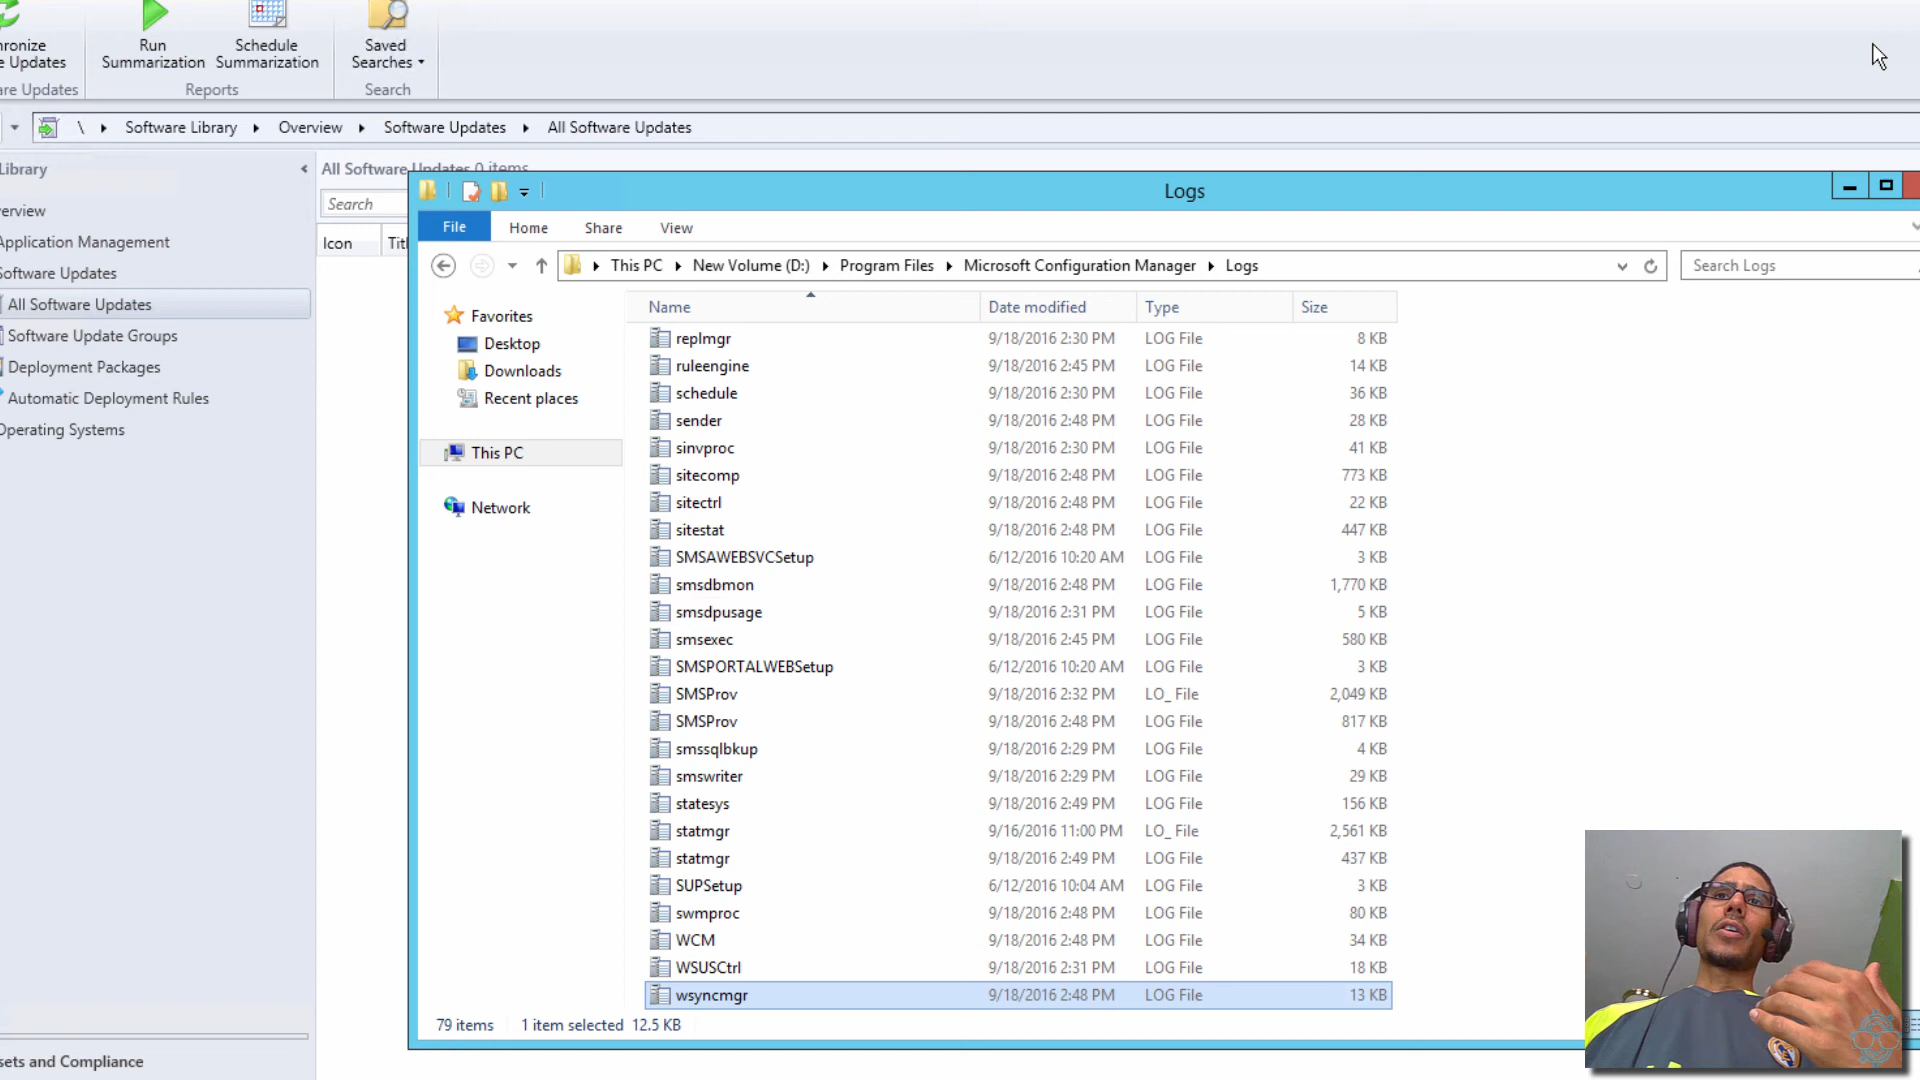 hronize
e Updates
Run
Summarization
Schedule
Summarization
Saved
Searches
are Updates
Reports
Search
\ Software Library Overview Software Updates All Software Updates
Library
All Software Updates 0 items
Search
Icon
Titl
erview
Application Management
Software Updates
All Software Updates
Software Update Groups
Deployment Packages
Automatic Deployment Rules
Operating Systems
sets and Compliance
Logs
File Home Share View
This PC New Volume (D:) Program Files Microsoft Configuration Manager Logs
Search Logs
Favorites
Desktop
Downloads
Recent places
This PC
Network
Name Date modified Type Size
replmgr 9/18/2016 2:30 PM LOG File 8 KB
ruleengine 9/18/2016 2:45 PM LOG File 14 KB
schedule 9/18/2016 2:30 PM LOG File 36 KB
sender 9/18/2016 2:48 PM LOG File 28 KB
sinvproc 9/18/2016 2:30 PM LOG File 41 KB
sitecomp 9/18/2016 2:48 PM LOG File 773 KB
sitectrl 9/18/2016 2:48 PM LOG File 22 KB
sitestat 9/18/2016 2:48 PM LOG File 447 KB
SMSAWEBSVCSetup 6/12/2016 10:20 AM LOG File 3 KB
smsdbmon 9/18/2016 2:48 PM LOG File 1,770 KB
smsdpusage 9/18/2016 2:31 PM LOG File 5 KB
smsexec 9/18/2016 2:45 PM LOG File 580 KB
SMSPORTALWEBSetup 6/12/2016 10:20 AM LOG File 3 KB
SMSProv 9/18/2016 2:32 PM LO_ File 2,049 KB
SMSProv 9/18/2016 2:48 PM LOG File 817 KB
smssqlbkup 9/18/2016 2:29 PM LOG File 4 KB
smswriter 9/18/2016 2:29 PM LOG File 29 KB
statesys 9/18/2016 2:49 PM LOG File 156 KB
statmgr 9/16/2016 11:00 PM LO_ File 2,561 KB
statmgr 9/18/2016 2:49 PM LOG File 437 KB
SUPSetup 6/12/2016 10:04 AM LOG File 3 KB
swmproc 9/18/2016 2:48 PM LOG File 80 KB
WCM 9/18/2016 2:48 PM LOG File 34 KB
WSUSCtrl 9/18/2016 2:31 PM LOG File 18 KB
wsyncmgr 9/18/2016 2:48 PM LOG File 13 KB
79 items 1 item selected 12.5 KB